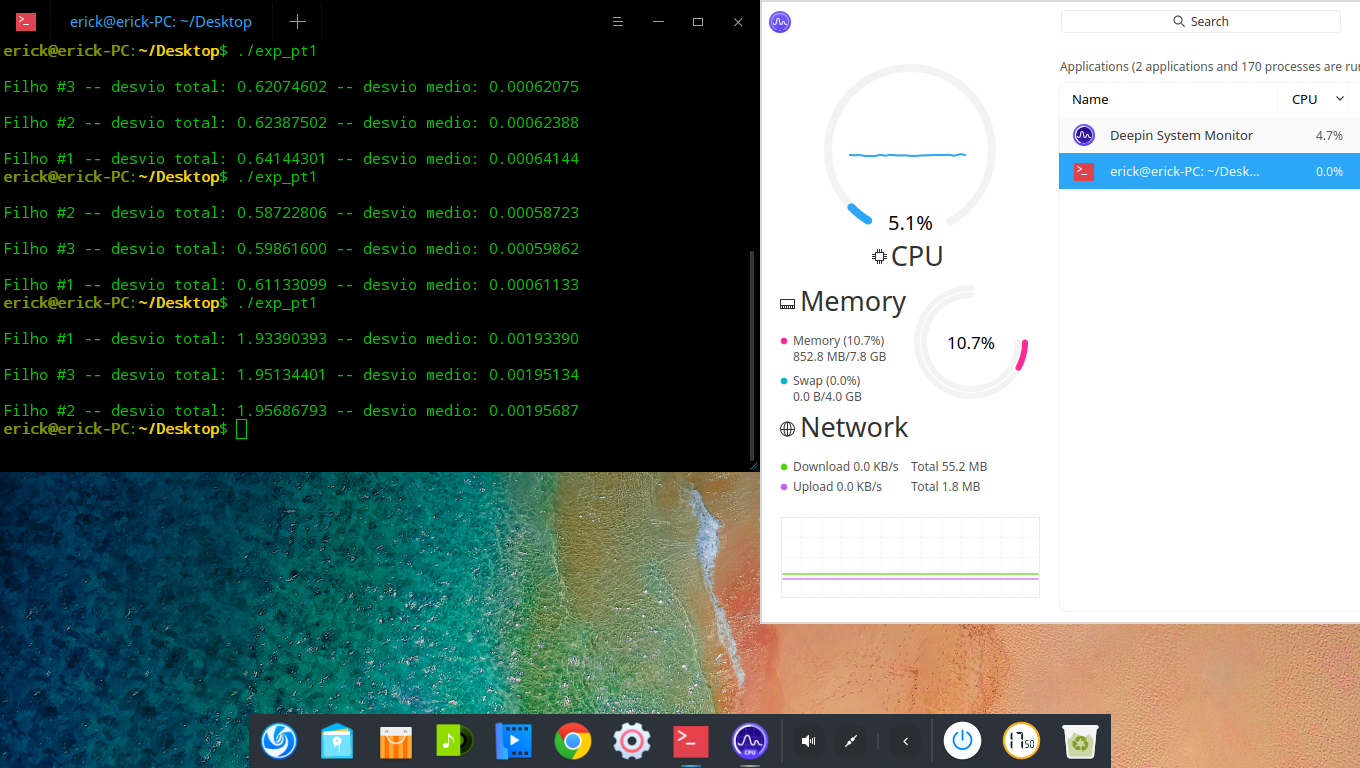 erick@erick-PC: ~/Desktop
erick@erick-PC:~/Desktop$ ./exp_pt1
Filho #3 -- desvio total: 0.62074602 -- desvio medio: 0.00062075
Filho #2 -- desvio total: 0.62387502 -- desvio medio: 0.00062388
Filho #1 -- desvio total: 0.64144301 -- desvio medio: 0.00064144
erick@erick-PC:~/Desktop$ ./exp_pt1
Filho #2 -- desvio total: 0.58722806 -- desvio medio: 0.00058723
Filho #3 -- desvio total: 0.59861600 -- desvio medio: 0.00059862
Filho #1 -- desvio total: 0.61133099 -- desvio medio: 0.00061133
erick@erick-PC:~/Desktop$ ./exp_pt1
Filho #1 -- desvio total: 1.93390393 -- desvio medio: 0.00193390
Filho #3 -- desvio total: 1.95134401 -- desvio medio: 0.00195134
Filho #2 -- desvio total: 1.95686793 -- desvio medio: 0.00195687
erick@erick-PC:~/Desktop$
Search
5.1%
CPU
Memory
Memory (10.7%)
852.8 MB/7.8 GB
Swap (0.0%)
0.0 B/4.0 GB
10.7%
Network
Download 0.0 KB/s Total 55.2 MB
Upload 0.0 KB/s Total 1.8 MB
Applications (2 applications and 170 processes are ru
Name CPU
Deepin System Monitor 4.7%
erick@erick-PC: ~/Desk... 0.0%
CPU
17 50